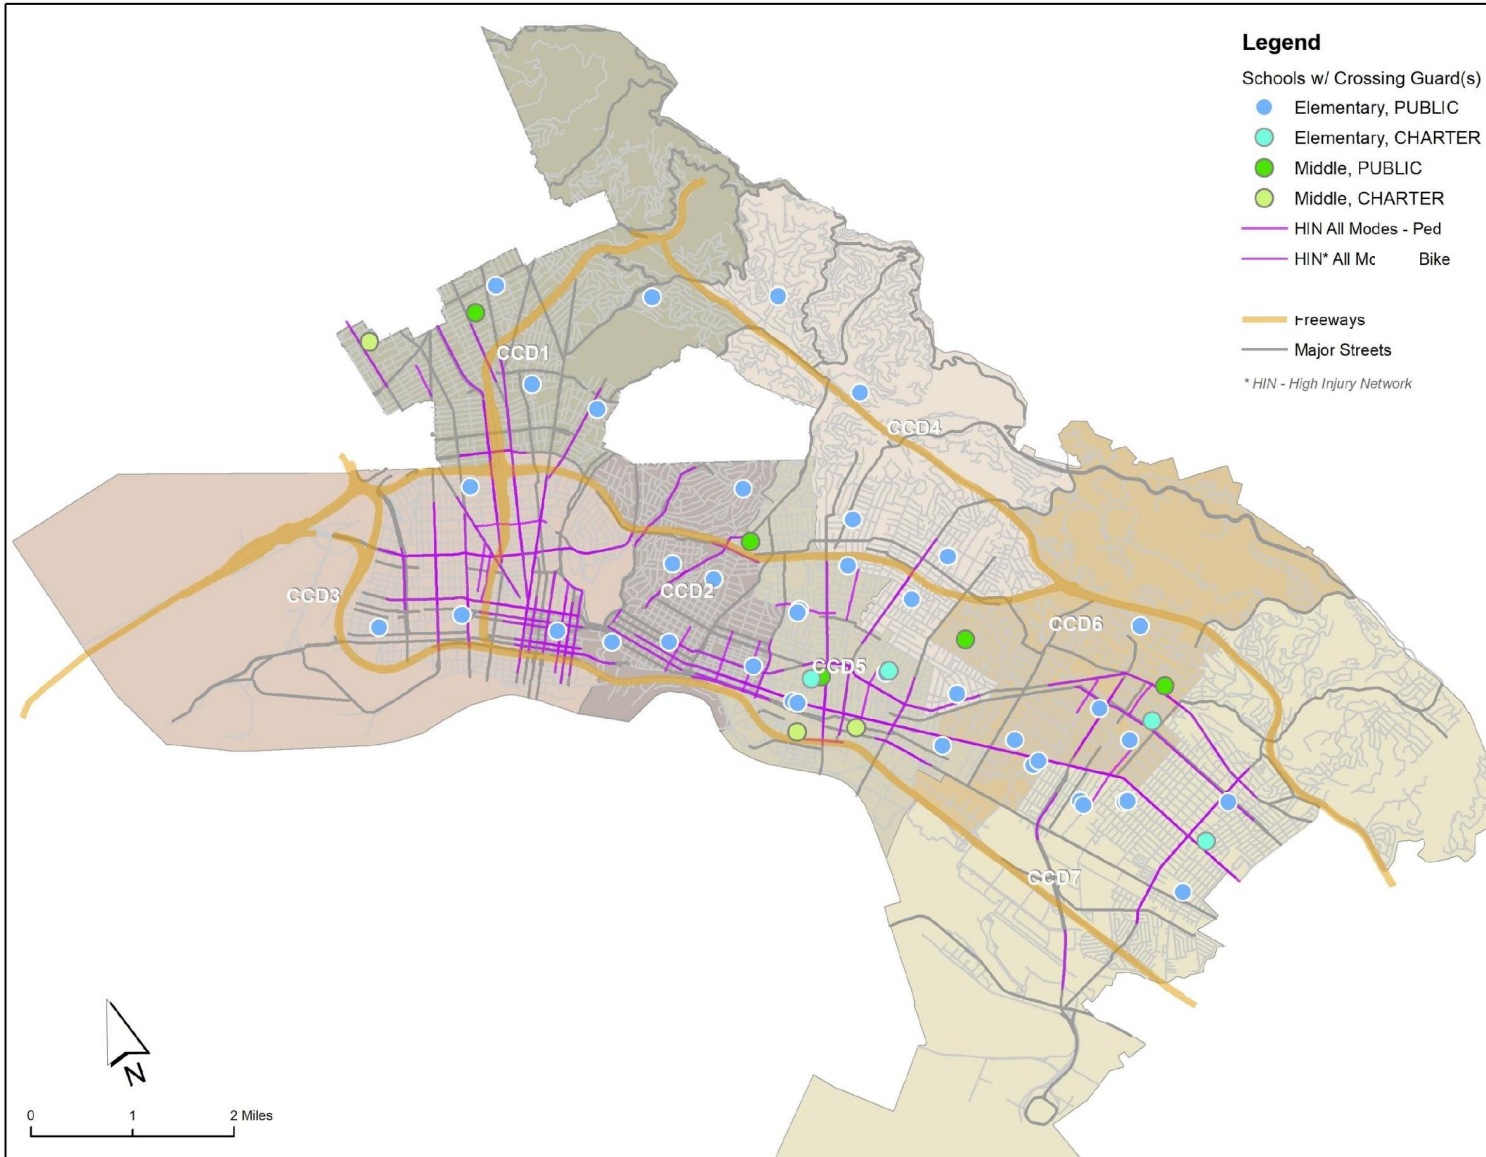 Legend
Schools w/ Crossing Guard(s)
Elementary, PUBLIC
Elementary, CHARTER
Middle, PUBLIC
Middle, CHARTER
HIN All Modes - Ped
HIN* All Mc Bike
Freeways
Major Streets
* HIN - High Injury Network
CCD1
CCD4
CCD3
CCD2
CCD6
CCD5
CCD7
N
0 1 2 Miles